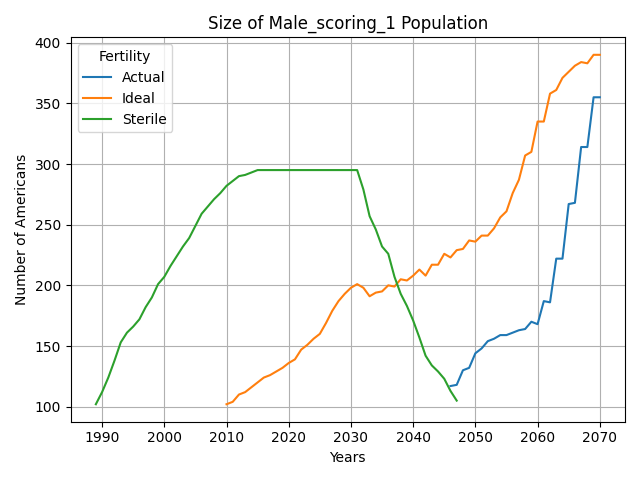 Size of Male_scoring_1 Population
Fertility
Actual
Ideal
Sterile
Number of Americans
400
350
300
250
200
150
100
1990 2000 2010 2020 2030 2040 2050 2060 2070
Years